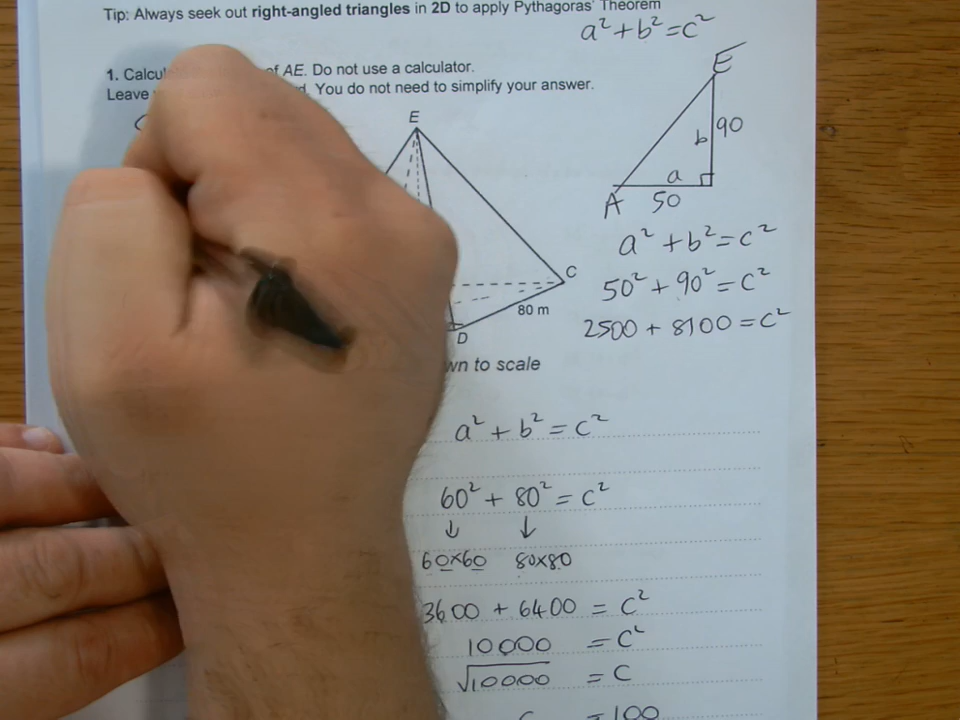 Tip: Always seek out right-angled triangles in 2D to apply Pythagoras' Theorem
a² + b² = c²
1. of AE. Do not use a calculator.
Leave You do not need to simplify your answer.
E
E
b 90
a
A 50
a² + b² = c²
C
50² + 90² = c²
80 m
2500 + 8100 = c²
D
to scale
a² + b² = c²
60² + 80² = c²
↓ ↓
60×60 80×80
3600 + 6400 = c²
10000 = c²
√10000 = c
= 100